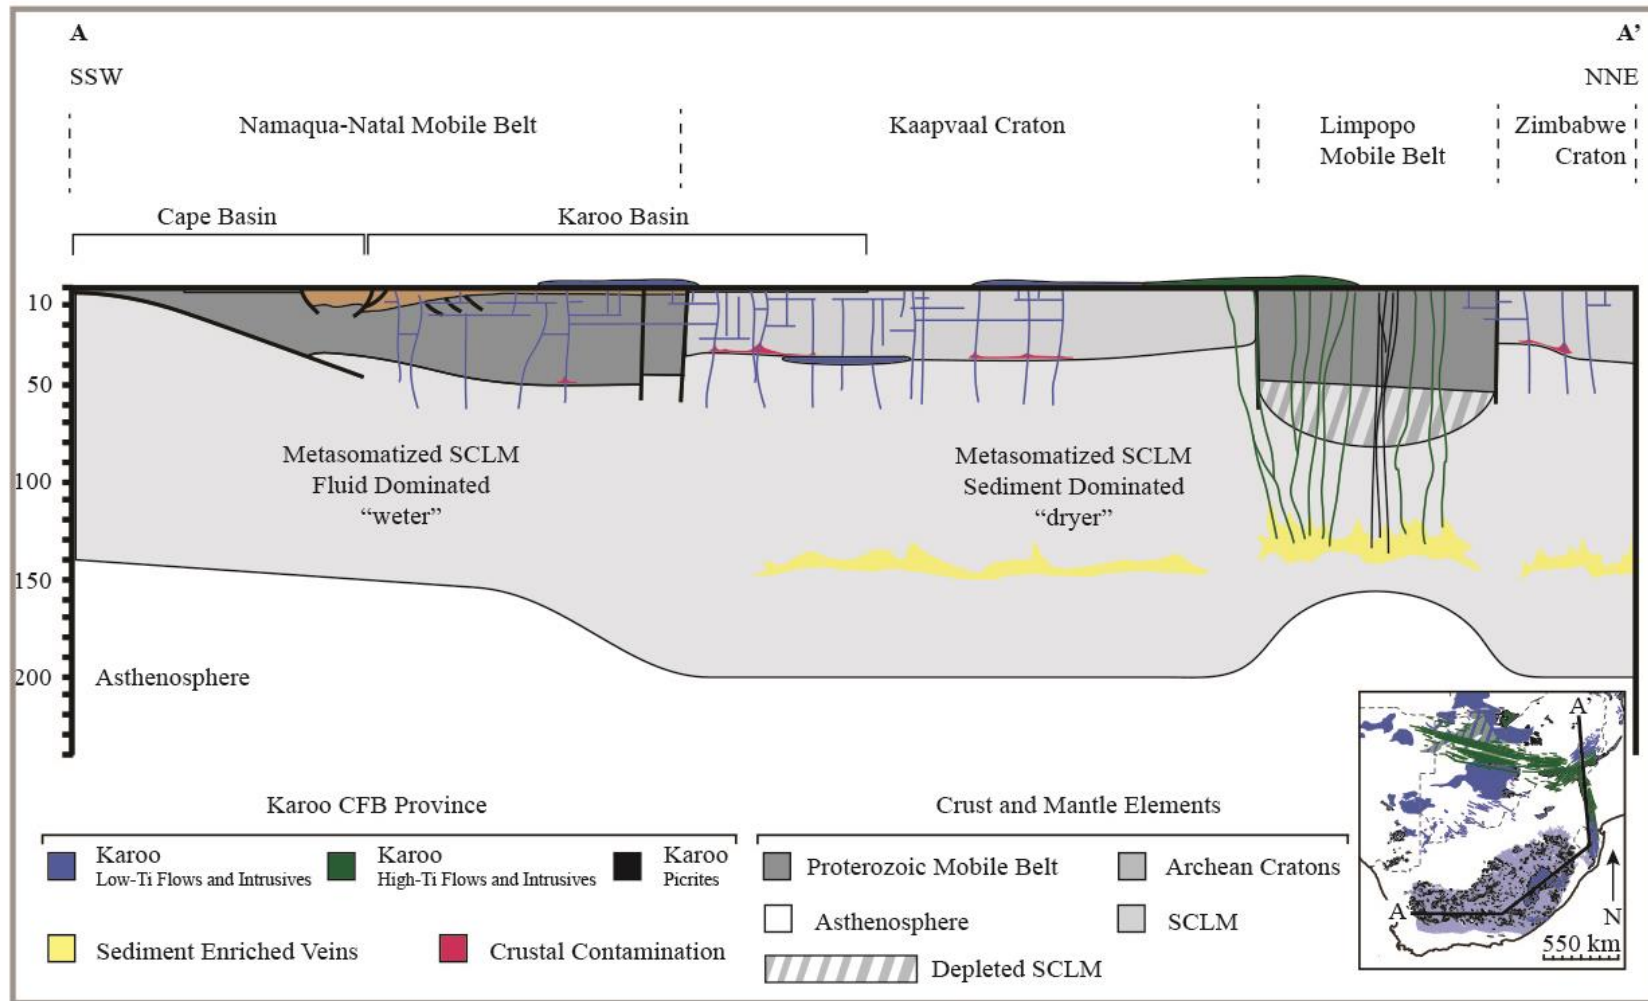 A
A'
SSW
NNE
Namaqua-Natal Mobile Belt
Kaapvaal Craton
Limpopo
Mobile Belt
Zimbabwe
Craton
Cape Basin
Karoo Basin
10
50
100
150
200
Metasomatized SCLM
Fluid Dominated
“weter”
Metasomatized SCLM
Sediment Dominated
“dryer”
Asthenosphere
Karoo CFB Province
Karoo
Low-Ti Flows and Intrusives
Karoo
High-Ti Flows and Intrusives
Karoo
Picrites
Sediment Enriched Veins
Crustal Contamination
Crust and Mantle Elements
Proterozoic Mobile Belt
Archean Cratons
Asthenosphere
SCLM
Depleted SCLM
A'
A
N
550 km